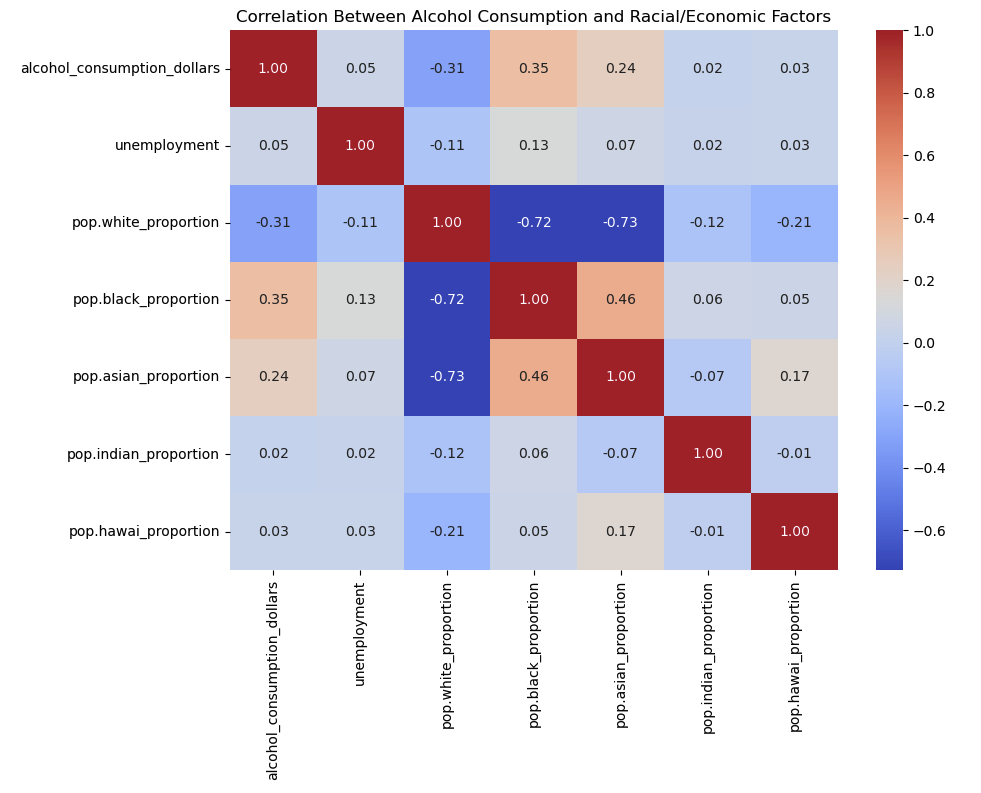 Correlation Between Alcohol Consumption and Racial/Economic Factors
alcohol_consumption_dollars 1.00 0.05 -0.31 0.35 0.24 0.02 0.03
unemployment 0.05 1.00 -0.11 0.13 0.07 0.02 0.03
pop.white_proportion -0.31 -0.11 1.00 -0.72 -0.73 -0.12 -0.21
pop.black_proportion 0.35 0.13 -0.72 1.00 0.46 0.06 0.05
pop.asian_proportion 0.24 0.07 -0.73 0.46 1.00 -0.07 0.17
pop.indian_proportion 0.02 0.02 -0.12 0.06 -0.07 1.00 -0.01
pop.hawai_proportion 0.03 0.03 -0.21 0.05 0.17 -0.01 1.00
alcohol_consumption_dollars
unemployment
pop.white_proportion
pop.black_proportion
pop.asian_proportion
pop.indian_proportion
pop.hawai_proportion
1.0
0.8
0.6
0.4
0.2
0.0
-0.2
-0.4
-0.6